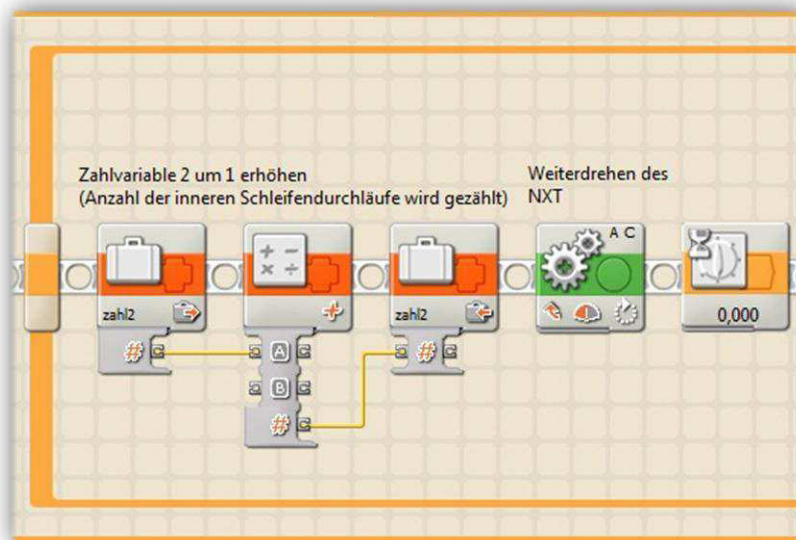 Zahlvariable 2 um 1 erhöhen
(Anzahl der inneren Schleifendurchläufe wird gezählt)
Weiterdrehen des
NXT
A C
zahl2
zahl2
0,000
#
A
#
B
#